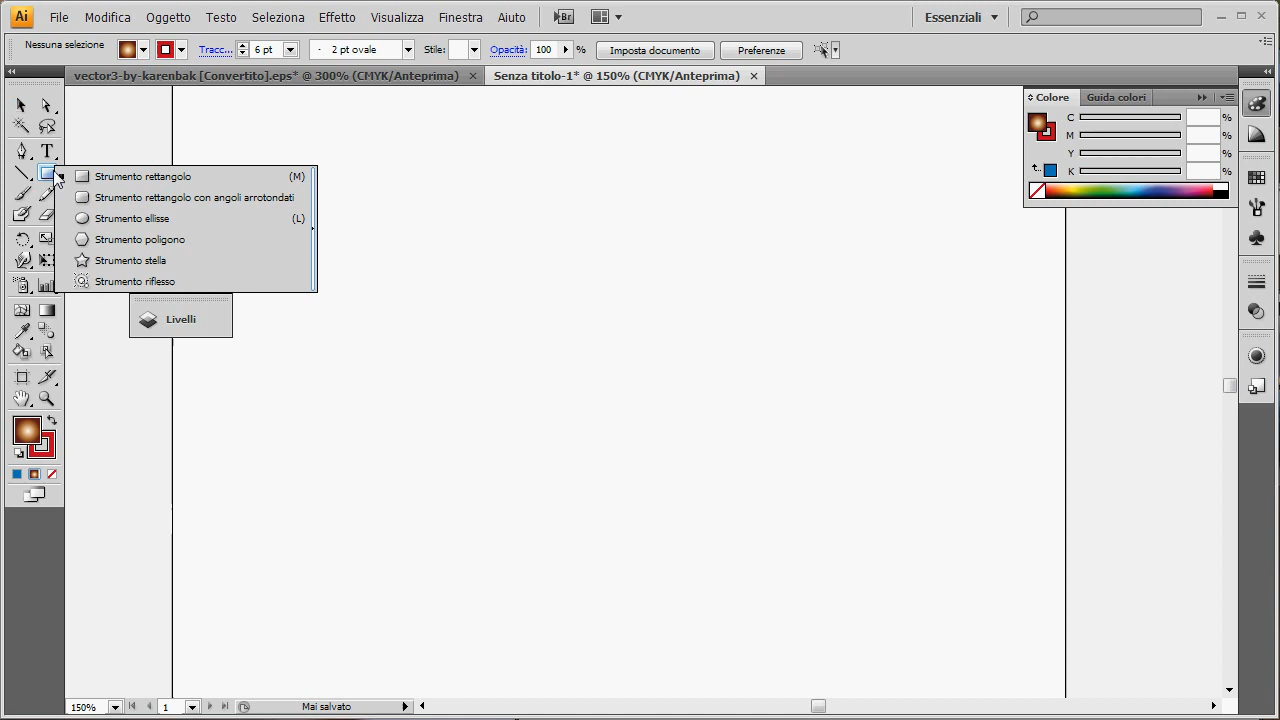 Ai File Modifica Oggetto Testo Seleziona Effetto Visualizza Finestra Aiuto Br Essenziali
Nessuna selezione Tracc... 6 pt 2 pt ovale Stile: Opacità: 100 % Imposta documento Preferenze
vector3-by-karenbak [Convertito].eps* @ 300% (CMYK/Anteprima) × Senza titolo-1* @ 150% (CMYK/Anteprima) ×
Colore Guida colori
C %
M %
Y %
K %
T
Strumento rettangolo (M)
Strumento rettangolo con angoli arrotondati
Strumento ellisse (L)
Strumento poligono
Strumento stella
Strumento riflesso
Livelli
150% 1 Mai salvato